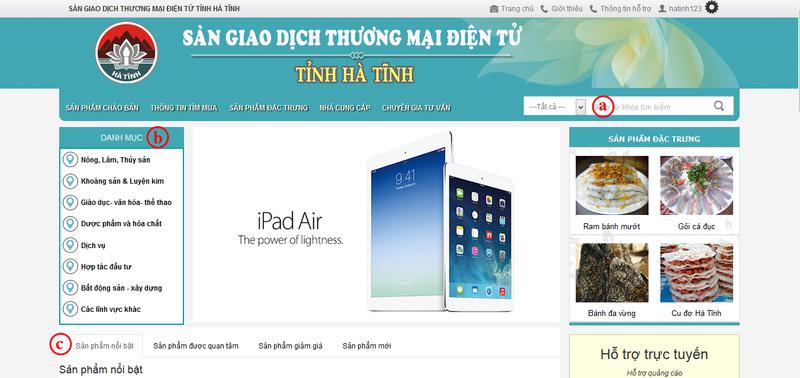 SÀN GIAO DỊCH THƯƠNG MẠI ĐIỆN TỬ TỈNH HÀ TĨNH
Trang chủ
Giới thiệu
Thông tin hỗ trợ
hatinh123
HÀ TĨNH
SÀN GIAO DỊCH THƯƠNG MẠI ĐIỆN TỬ
TỈNH HÀ TĨNH
SẢN PHẨM CHÀO BÁN
THÔNG TIN TÌM MUA
SẢN PHẨM ĐẶC TRƯNG
NHÀ CUNG CẤP
CHUYÊN GIA TƯ VẤN
---Tất cả ---
a
từ khóa tìm kiếm
DANH MỤC
b
Nông, Lâm, Thủy sản
Khoáng sản & Luyện kim
Giáo dục- văn hóa- thể thao
Dược phẩm và hóa chất
Dịch vụ
Hợp tác đầu tư
Bất động sản - xây dựng
Các lĩnh vực khác
iPad Air
The power of lightness.
9:41
SẢN PHẨM ĐẶC TRƯNG
Ram bánh mướt
Gỏi cá đục
Bánh đa vừng
Cu đơ Hà Tĩnh
c
Sản phẩm nổi bật
Sản phẩm được quan tâm
Sản phẩm giảm giá
Sản phẩm mới
Sản phẩm nổi bật
Hỗ trợ trực tuyến
Hỗ trợ quảng cáo